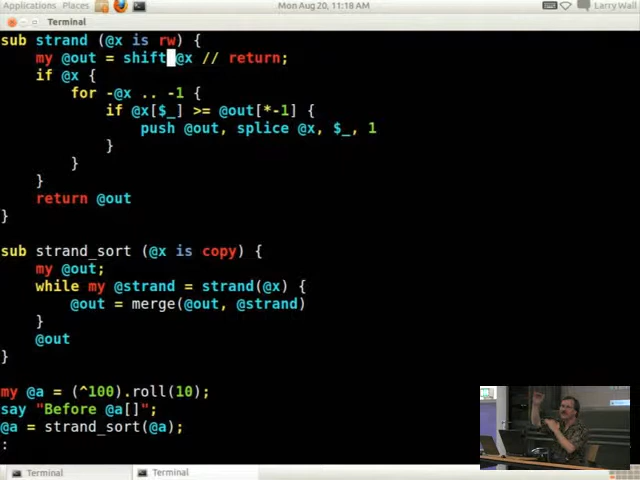 Applications Places Mon Aug 20, 11:18 AM Larry Wall
Terminal
sub strand (@x is rw) {
    my @out = shift @x // return;
    if @x {
        for -@x .. -1 {
            if @x[$_] >= @out[*-1] {
                push @out, splice @x, $_, 1
            }
        }
    }
    return @out
}
sub strand_sort (@x is copy) {
    my @out;
    while my @strand = strand(@x) {
        @out = merge(@out, @strand)
    }
    @out
}
my @a = (^100).roll(10);
say "Before @a[]";
@a = strand_sort(@a);
:
Terminal Terminal